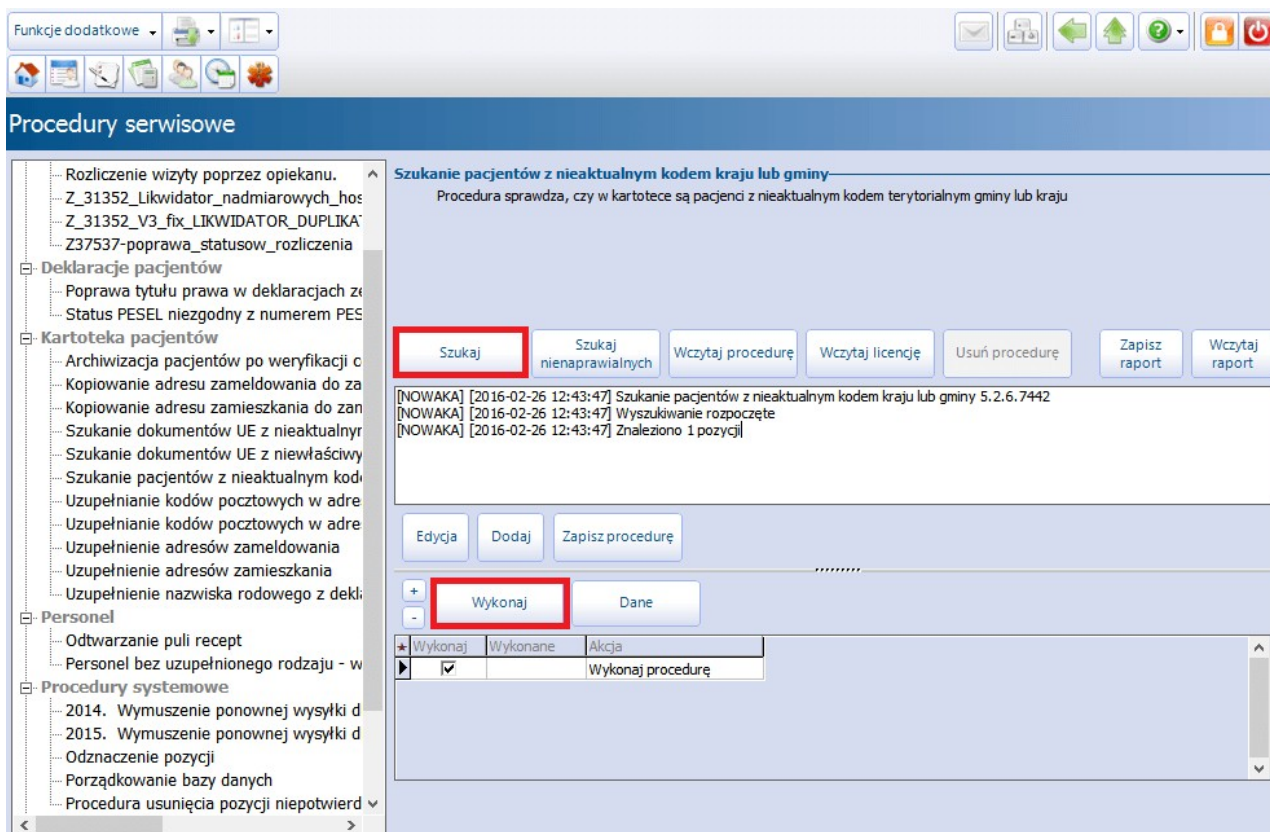 Funkcje dodatkowe
Procedury serwisowe
Rozliczenie wizyty poprzez opiekanu.
Z_31352_Likwidator_nadmiarowych_hos
Z_31352_V3_fix_LIKWIDATOR_DUPLIKA
Z37537-poprawa_statusow_rozliczenia
Deklaracje pacjentów
Poprawa tytułu prawa w deklaracjach ze
Status PESEL niezgodny z numerem PES
Kartoteka pacjentów
Archiwizacja pacjentów po weryfikacji c
Kopiowanie adresu zameldowania do za
Kopiowanie adresu zamieszkania do zan
Szukanie dokumentów UE z nieaktualnyr
Szukanie dokumentów UE z niewłaściwy
Szukanie pacjentów z nieaktualnym kod
Uzupełnianie kodów pocztowych w adre
Uzupełnianie kodów pocztowych w adre
Uzupełnienie adresów zameldowania
Uzupełnienie adresów zamieszkania
Uzupełnienie nazwiska rodowego z dekl
Personel
Odtwarzanie puli recept
Personel bez uzupełnionego rodzaju - w
Procedury systemowe
2014. Wymuszenie ponownej wysyłki d
2015. Wymuszenie ponownej wysyłki d
Odznaczenie pozycji
Porządkowanie bazy danych
Procedura usunięcia pozycji niepotwierd
Szukanie pacjentów z nieaktualnym kodem kraju lub gminy
Procedura sprawdza, czy w kartotece są pacjenci z nieaktualnym kodem terytorialnym gminy lub kraju
Szukaj
Szukaj
nienaprawialnych
Wczytaj procedurę
Wczytaj licencję
Usuń procedurę
Zapisz
raport
Wczytaj
raport
[NOWAKA] [2016-02-26 12:43:47] Szukanie pacjentów z nieaktualnym kodem kraju lub gminy 5.2.6.7442
[NOWAKA] [2016-02-26 12:43:47] Wyszukiwanie rozpoczęte
[NOWAKA] [2016-02-26 12:43:47] Znaleziono 1 pozycji
Edycja
Dodaj
Zapisz procedurę
+
-
Wykonaj
Dane
Wykonaj Wykonane Akcja
Wykonaj procedurę